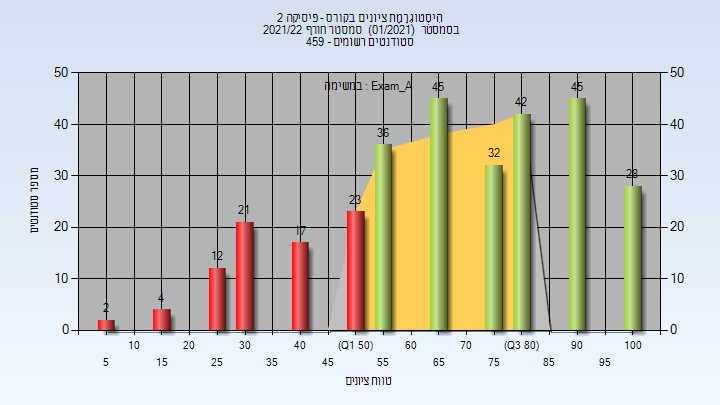 היסטוגרמת ציונים בקורס - פיסיקה 2
בסמסטר (01/2021) סמסטר חורף 2021/22
סטודנטים רשומים - 459
במשימה : Exam_A
מספר סטודנטים
50 50
40 40
30 30
20 20
10 10
0 0
2 4 12 21 17 23 36 45 32 42 45 28
10 20 30 40 (Q1 50) 60 70 (Q3 80) 90 100
5 15 25 35 45 55 65 75 85 95
טווח ציונים